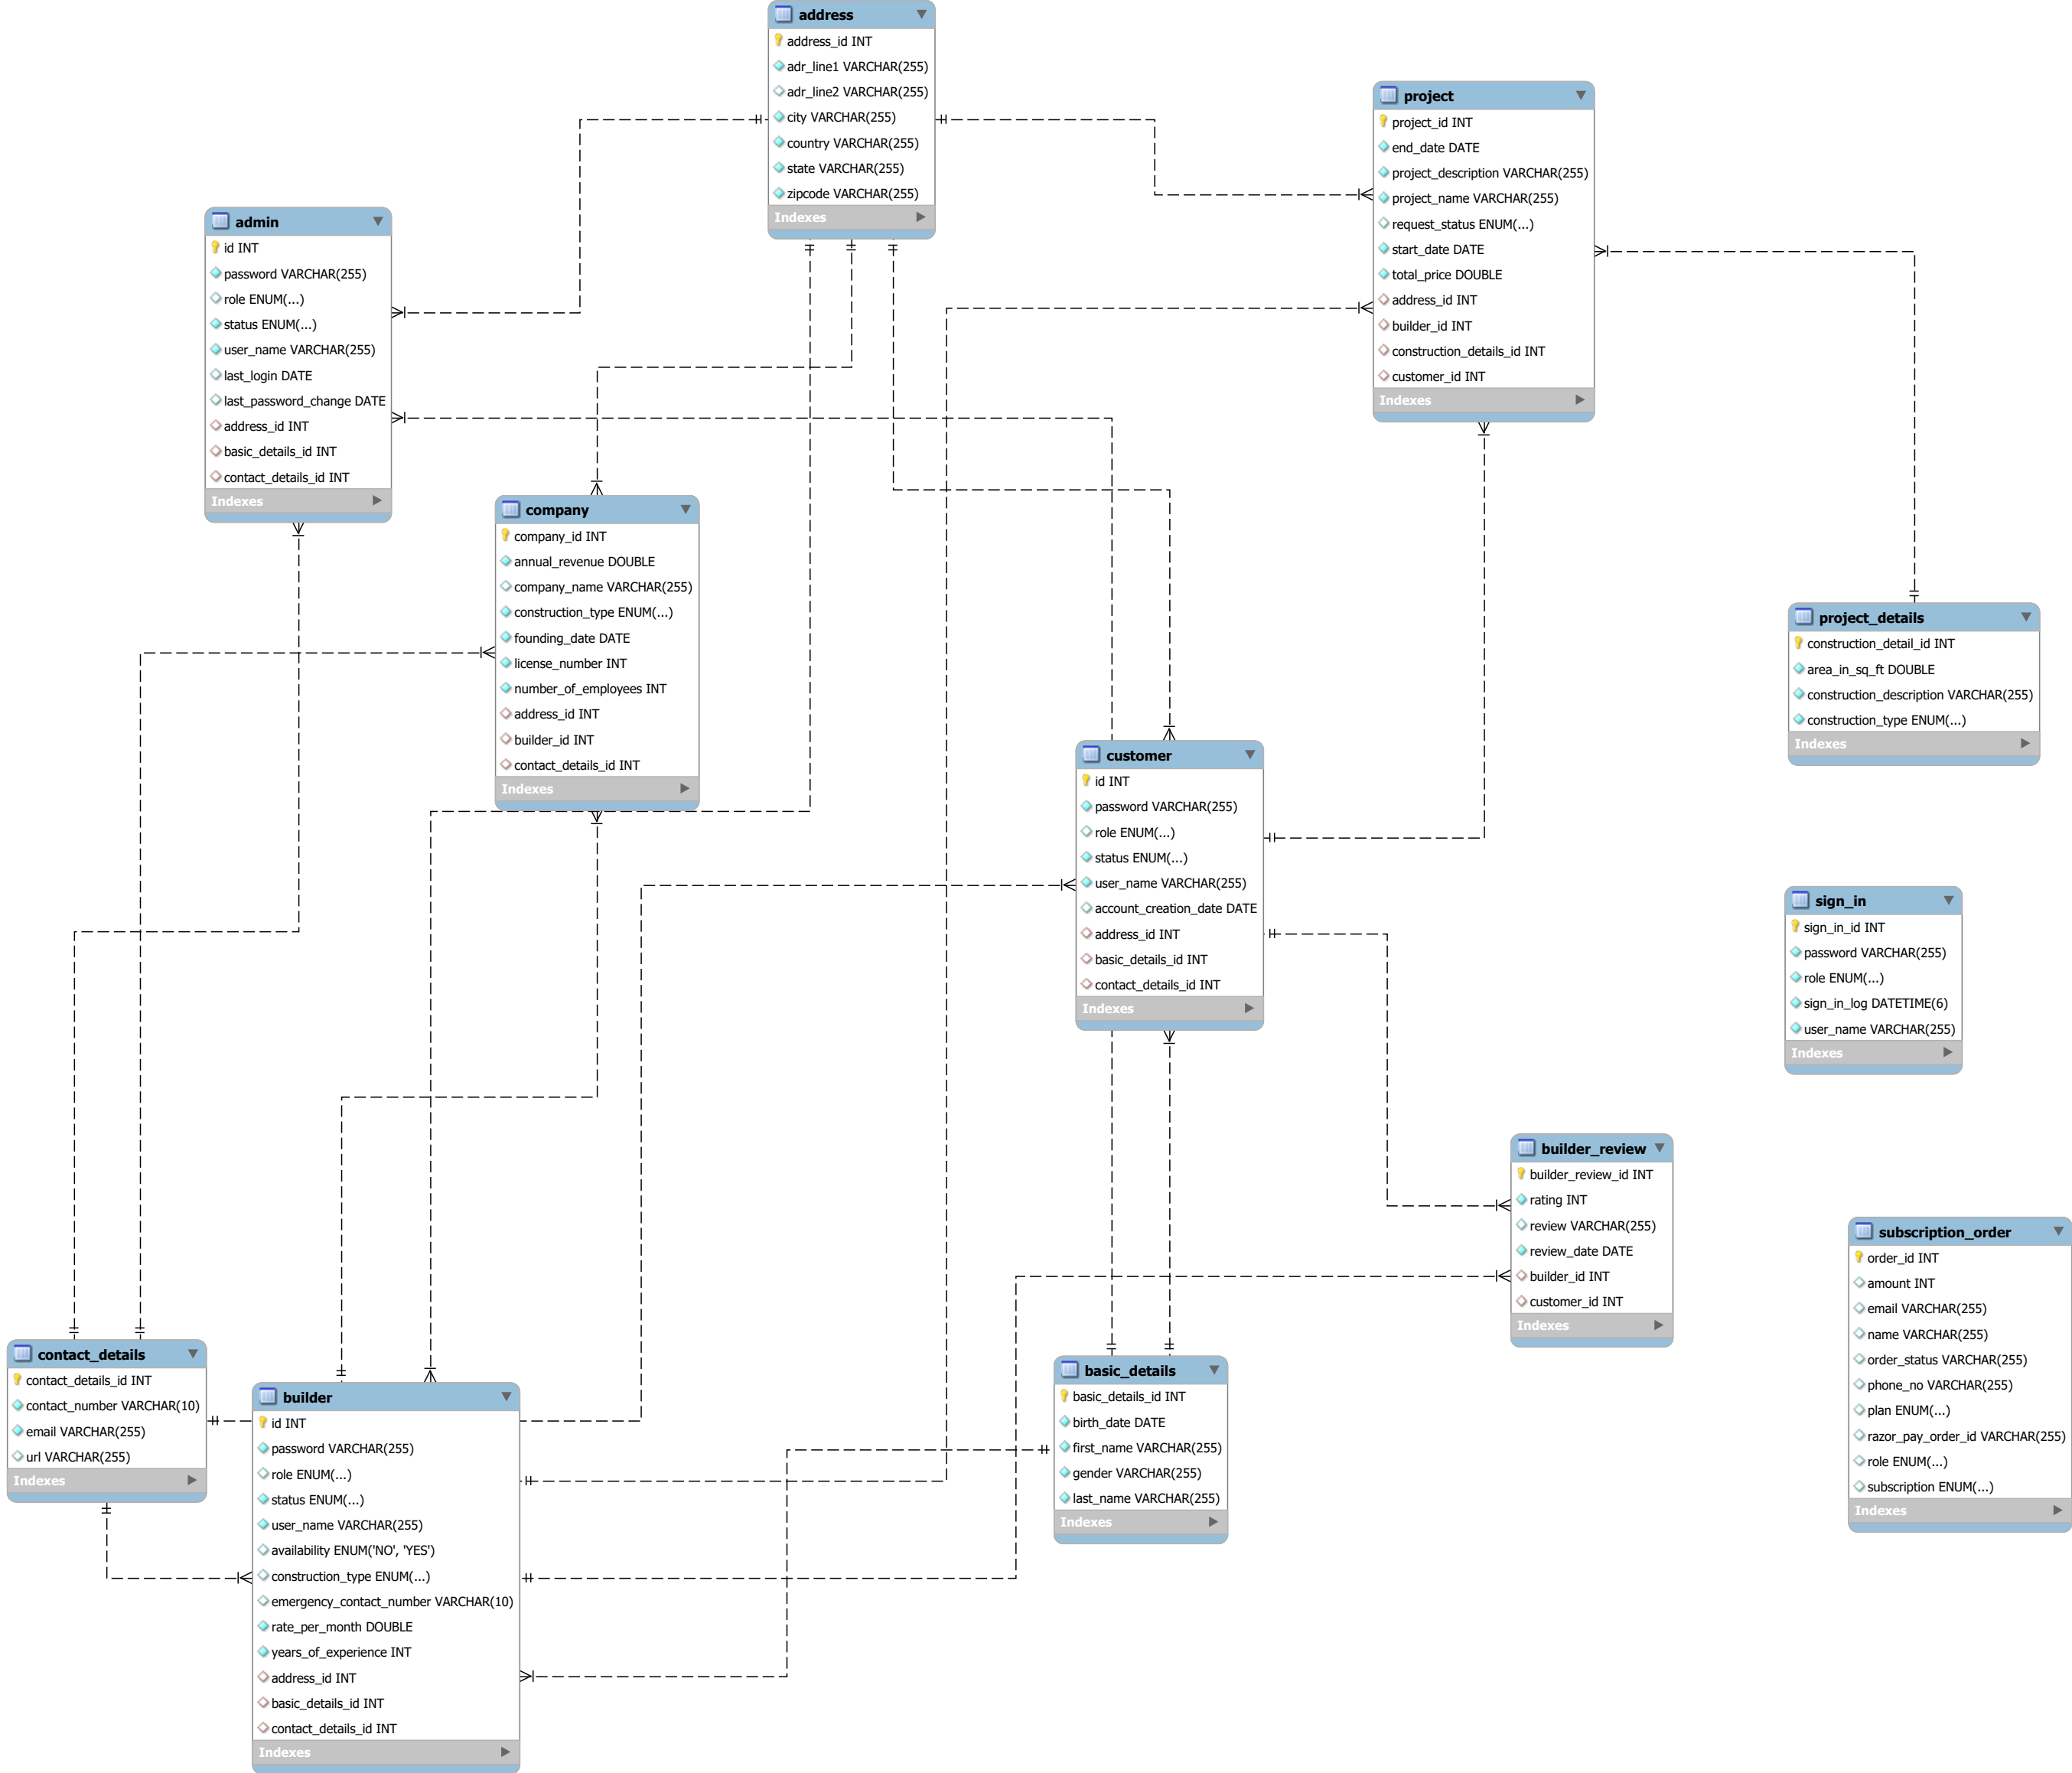 address
address_id INT
adr_line1 VARCHAR(255)
adr_line2 VARCHAR(255)
city VARCHAR(255)
country VARCHAR(255)
state VARCHAR(255)
zipcode VARCHAR(255)
Indexes
project
project_id INT
end_date DATE
project_description VARCHAR(255)
project_name VARCHAR(255)
request_status ENUM(...)
start_date DATE
total_price DOUBLE
address_id INT
builder_id INT
construction_details_id INT
customer_id INT
Indexes
admin
id INT
password VARCHAR(255)
role ENUM(...)
status ENUM(...)
user_name VARCHAR(255)
last_login DATE
last_password_change DATE
address_id INT
basic_details_id INT
contact_details_id INT
Indexes
company
company_id INT
annual_revenue DOUBLE
company_name VARCHAR(255)
construction_type ENUM(...)
founding_date DATE
license_number INT
number_of_employees INT
address_id INT
builder_id INT
contact_details_id INT
Indexes
project_details
construction_detail_id INT
area_in_sq_ft DOUBLE
construction_description VARCHAR(255)
construction_type ENUM(...)
Indexes
customer
id INT
password VARCHAR(255)
role ENUM(...)
status ENUM(...)
user_name VARCHAR(255)
account_creation_date DATE
address_id INT
basic_details_id INT
contact_details_id INT
Indexes
sign_in
sign_in_id INT
password VARCHAR(255)
role ENUM(...)
sign_in_log DATETIME(6)
user_name VARCHAR(255)
Indexes
builder_review
builder_review_id INT
rating INT
review VARCHAR(255)
review_date DATE
builder_id INT
customer_id INT
Indexes
subscription_order
order_id INT
amount INT
email VARCHAR(255)
name VARCHAR(255)
order_status VARCHAR(255)
phone_no VARCHAR(255)
plan ENUM(...)
razor_pay_order_id VARCHAR(255)
role ENUM(...)
subscription ENUM(...)
Indexes
contact_details
contact_details_id INT
contact_number VARCHAR(10)
email VARCHAR(255)
url VARCHAR(255)
Indexes
builder
id INT
password VARCHAR(255)
role ENUM(...)
status ENUM(...)
user_name VARCHAR(255)
availability ENUM('NO', 'YES')
construction_type ENUM(...)
emergency_contact_number VARCHAR(10)
rate_per_month DOUBLE
years_of_experience INT
address_id INT
basic_details_id INT
contact_details_id INT
Indexes
basic_details
basic_details_id INT
birth_date DATE
first_name VARCHAR(255)
gender VARCHAR(255)
last_name VARCHAR(255)
Indexes